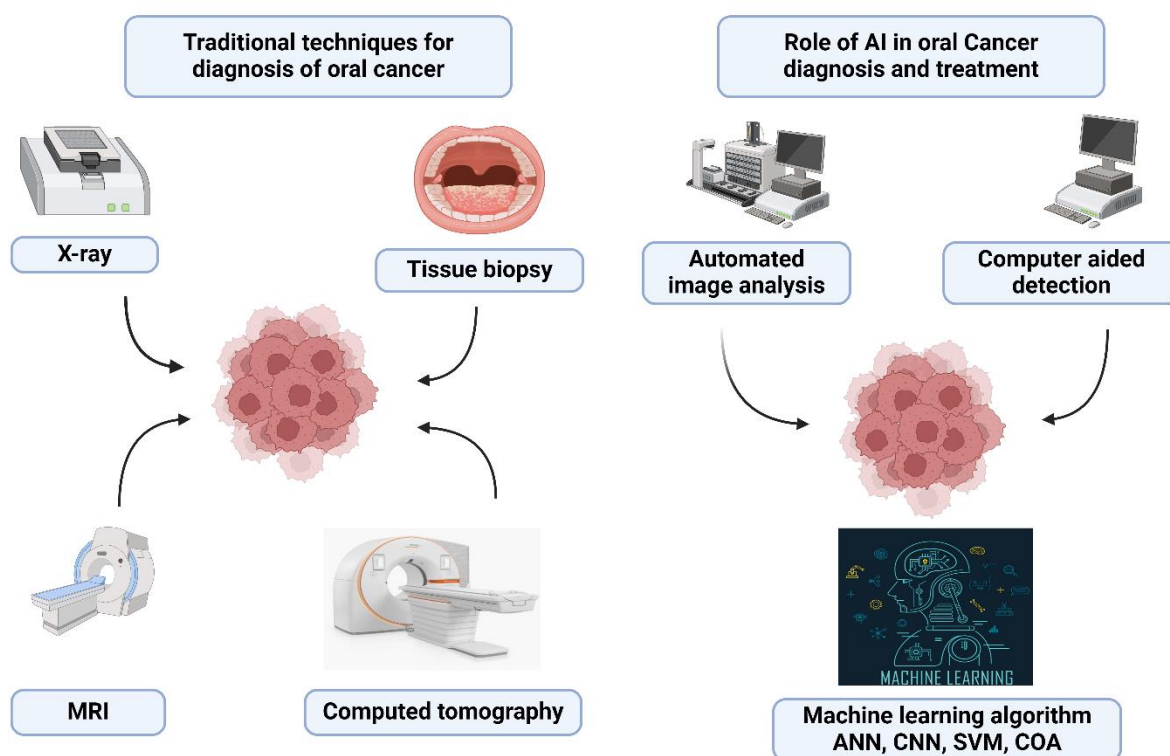 Traditional techniques for
diagnosis of oral cancer
Role of AI in oral Cancer
diagnosis and treatment
X-ray
Tissue biopsy
Automated
image analysis
Computer aided
detection
MACHINE LEARNING
MRI
Computed tomography
Machine learning algorithm
ANN, CNN, SVM, COA